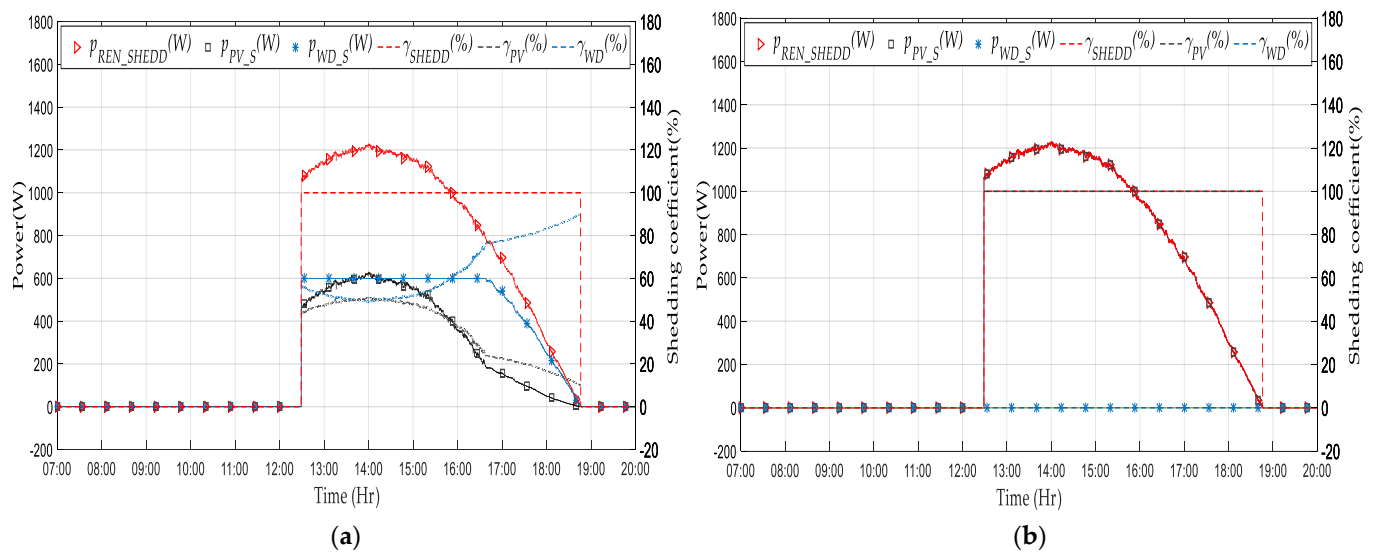 1800 180
p_REN_SHEDD(W) p_PV_S(W) p_WD_S(W) γ_SHEDD(%) γ_PV(%) γ_WD(%)
1600 160
1400 140
1200 120
1000 100
800 80
600 60
400 40
200 20
0 0
-200 -20
07:00 08:00 09:00 10:00 11:00 12:00 13:00 14:00 15:00 16:00 17:00 18:00 19:00 20:00
Power(W)
Shedding coefficient(%)
Time (Hr)
(a)
1800 180
p_REN_SHEDD(W) p_PV_S(W) p_WD_S(W) γ_SHEDD(%) γ_PV(%) γ_WD(%)
1600 160
1400 140
1200 120
1000 100
800 80
600 60
400 40
200 20
0 0
-200 -20
07:00 08:00 09:00 10:00 11:00 12:00 13:00 14:00 15:00 16:00 17:00 18:00 19:00 20:00
Power(W)
Shedding coefficient(%)
Time (Hr)
(b)